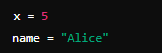 x = 5
name = "Alice"